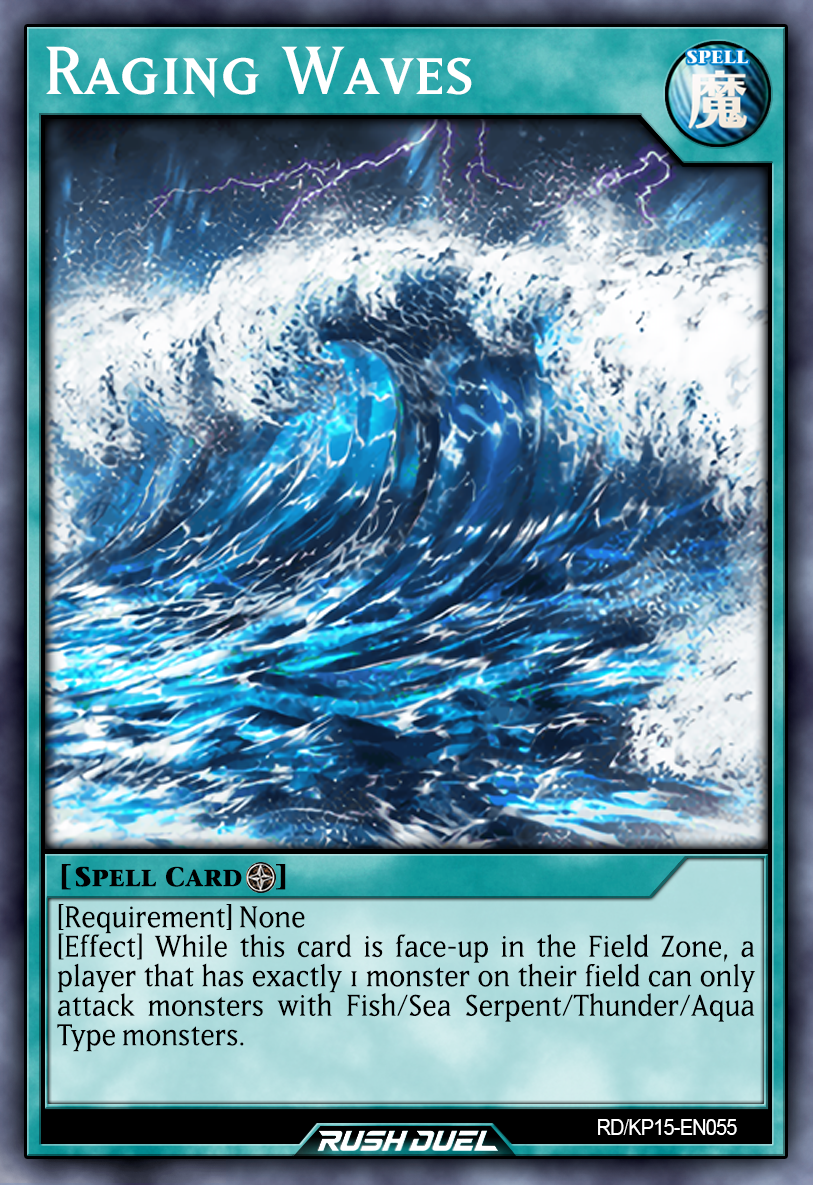 Raging Waves
SPELL
魔
[Spell Card]
[Requirement] None
[Effect] While this card is face-up in the Field Zone, a
player that has exactly 1 monster on their field can only
attack monsters with Fish/Sea Serpent/Thunder/Aqua
Type monsters.
RD/KP15-EN055
RUSH DUEL